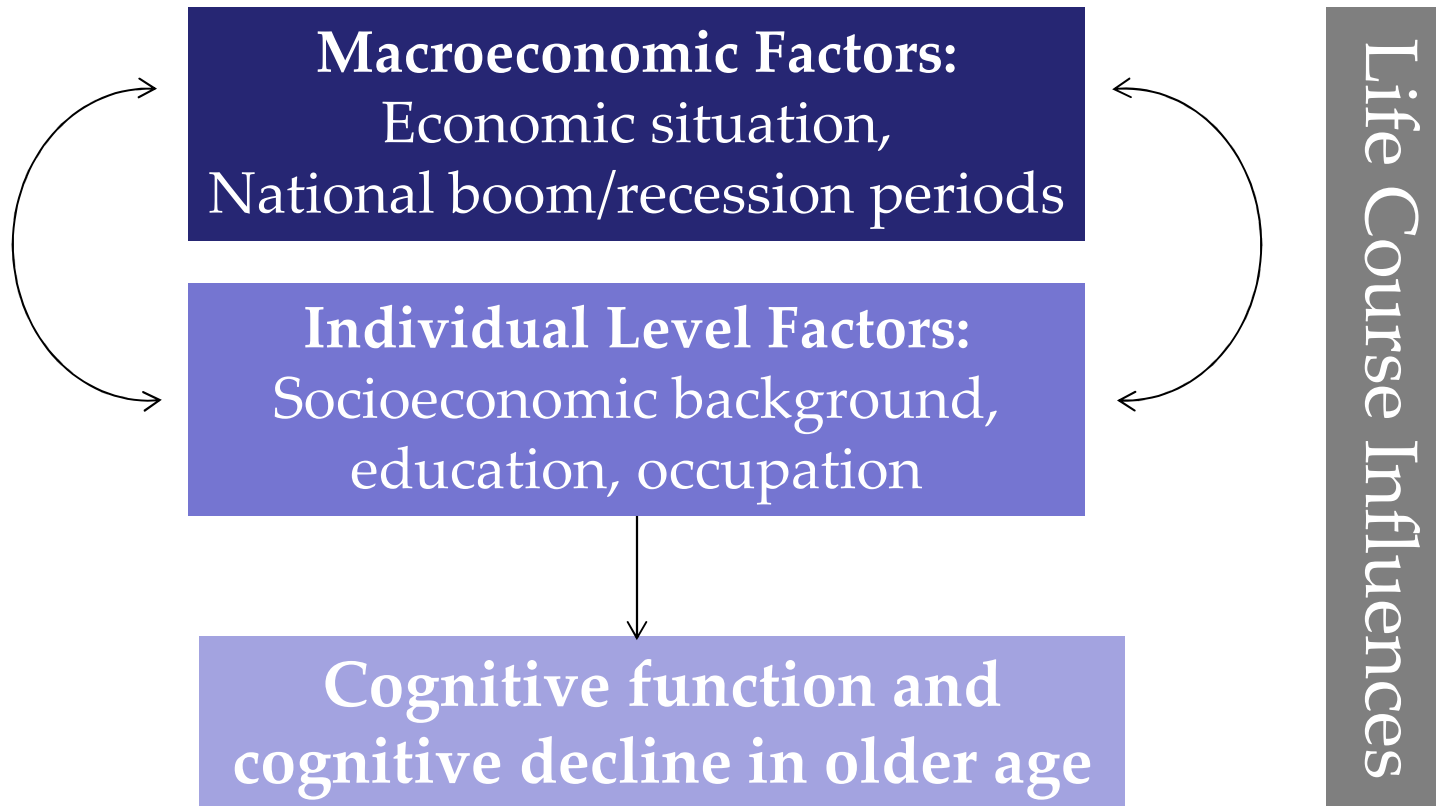 Macroeconomic Factors:
Economic situation,
National boom/recession periods
Individual Level Factors:
Socioeconomic background,
education, occupation
Cognitive function and
cognitive decline in older age
Life Course Influences